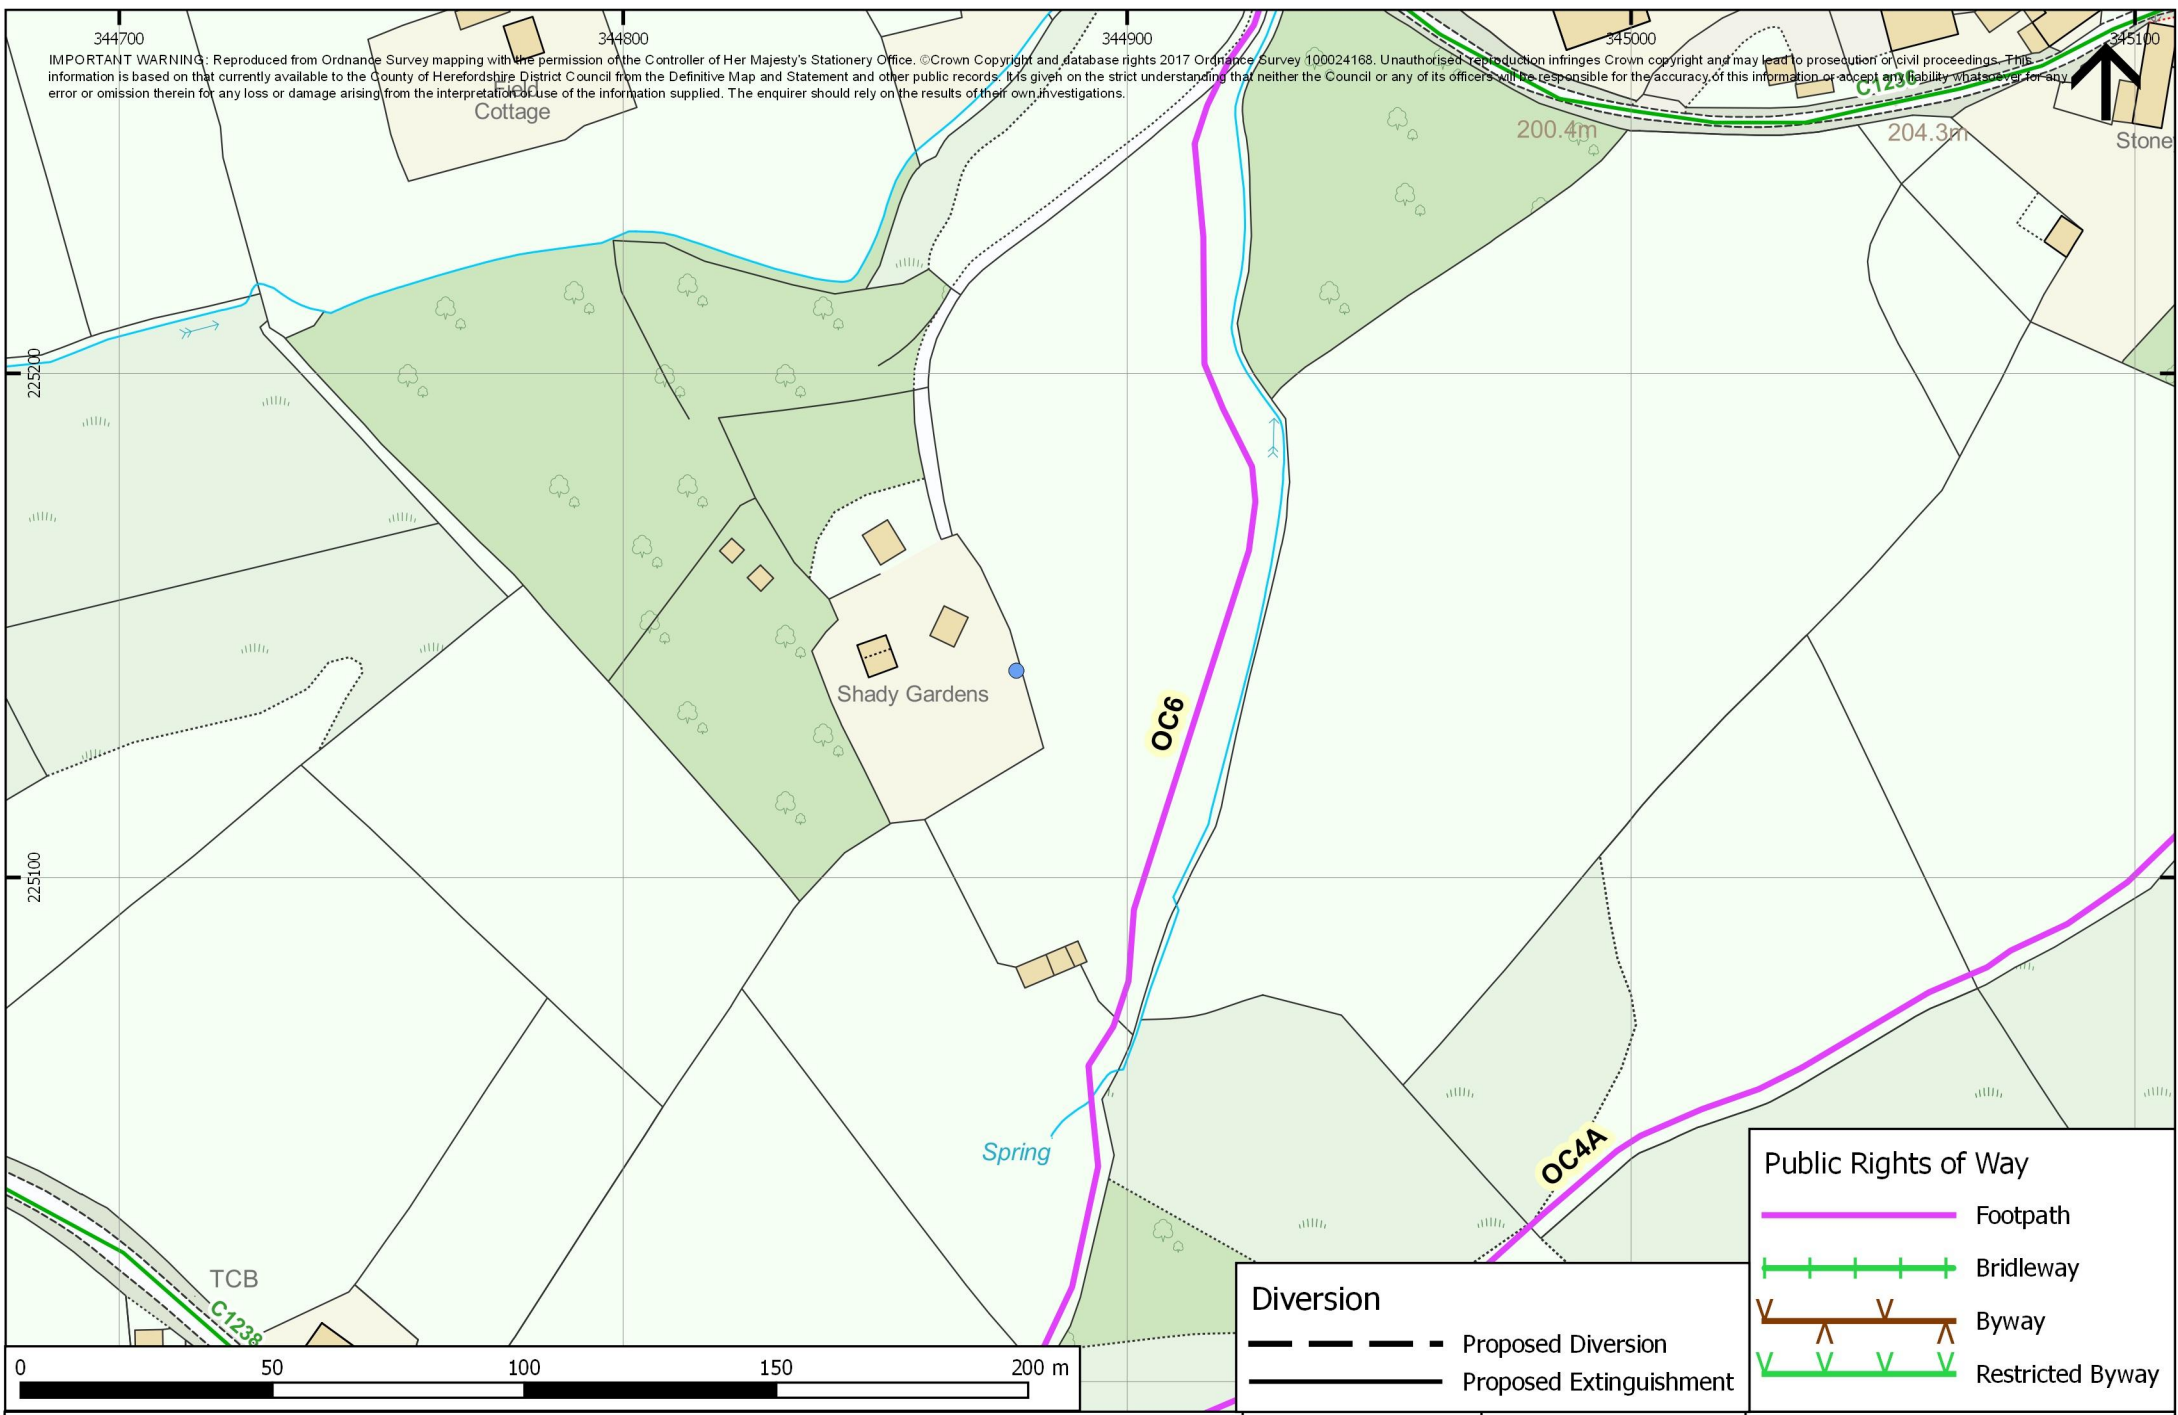 344700
344800
344900
345000
345100
IMPORTANT WARNING: Reproduced from Ordnance Survey mapping with the permission of the Controller of Her Majesty's Stationery Office. ©Crown Copyright and database rights 2017 Ordnance Survey 100024168. Unauthorised reproduction infringes Crown copyright and may lead to prosecution or civil proceedings. This
information is based on that currently available to the County of Herefordshire District Council from the Definitive Map and Statement and other public records. It is given on the strict understanding that neither the Council or any of its officers will be responsible for the accuracy of this information or accept any liability whatsoever for any
error or omission therein for any loss or damage arising from the interpretation or use of the information supplied. The enquirer should rely on the results of their own investigations.
Field
Cottage
C1236
200.4m
204.3m
Stone
225200
Shady Gardens
OC6
225100
Spring
OC4A
TCB
C1238
0 50 100 150 200 m
Diversion
Proposed Diversion
Proposed Extinguishment
Public Rights of Way
Footpath
Bridleway
Byway
Restricted Byway